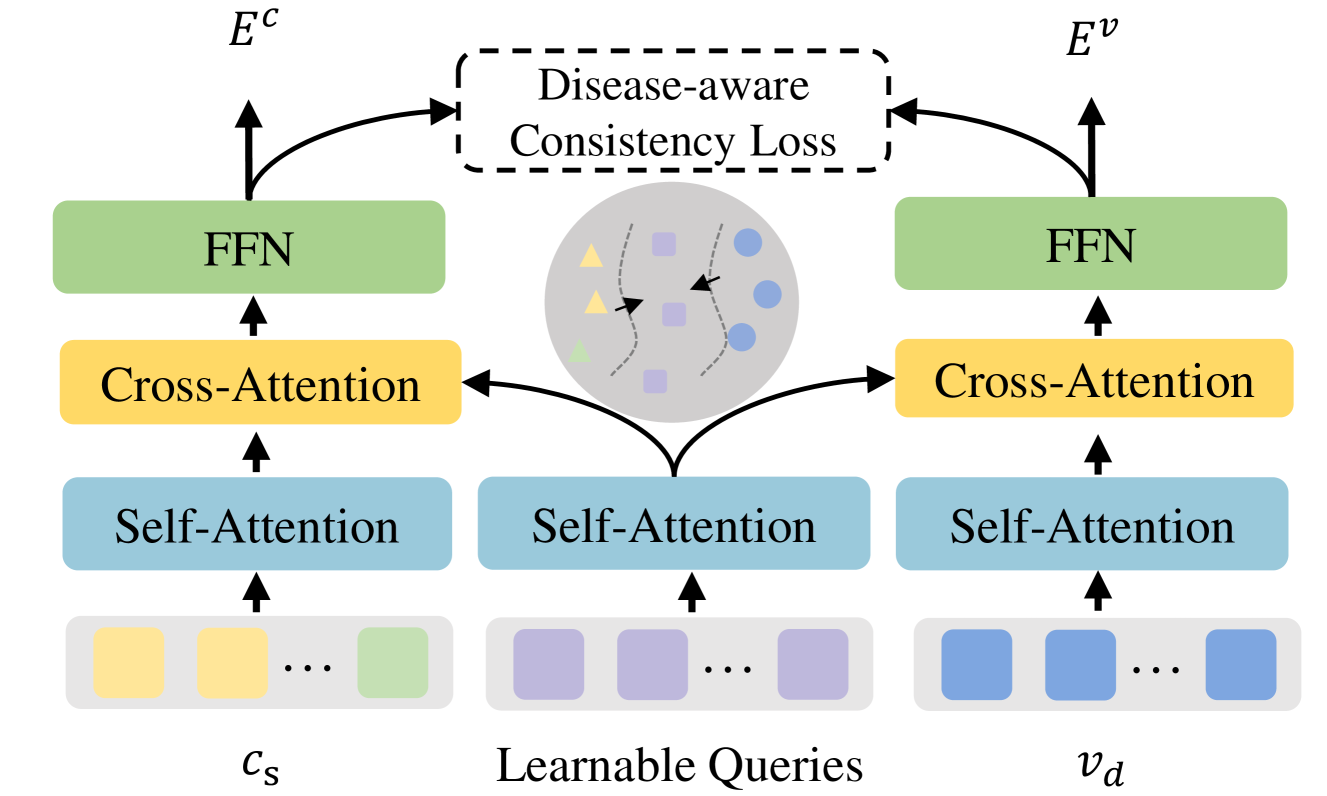 E^c
E^v
Disease-aware
Consistency Loss
FFN
FFN
Cross-Attention
Cross-Attention
Self-Attention
Self-Attention
Self-Attention
...
...
...
c_s
Learnable Queries
v_d